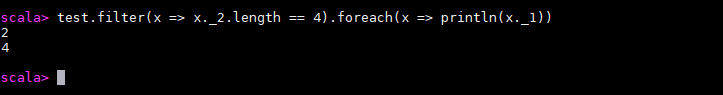 scala> test.filter(x => x._2.length == 4).foreach(x => println(x._1))
2
4
scala>